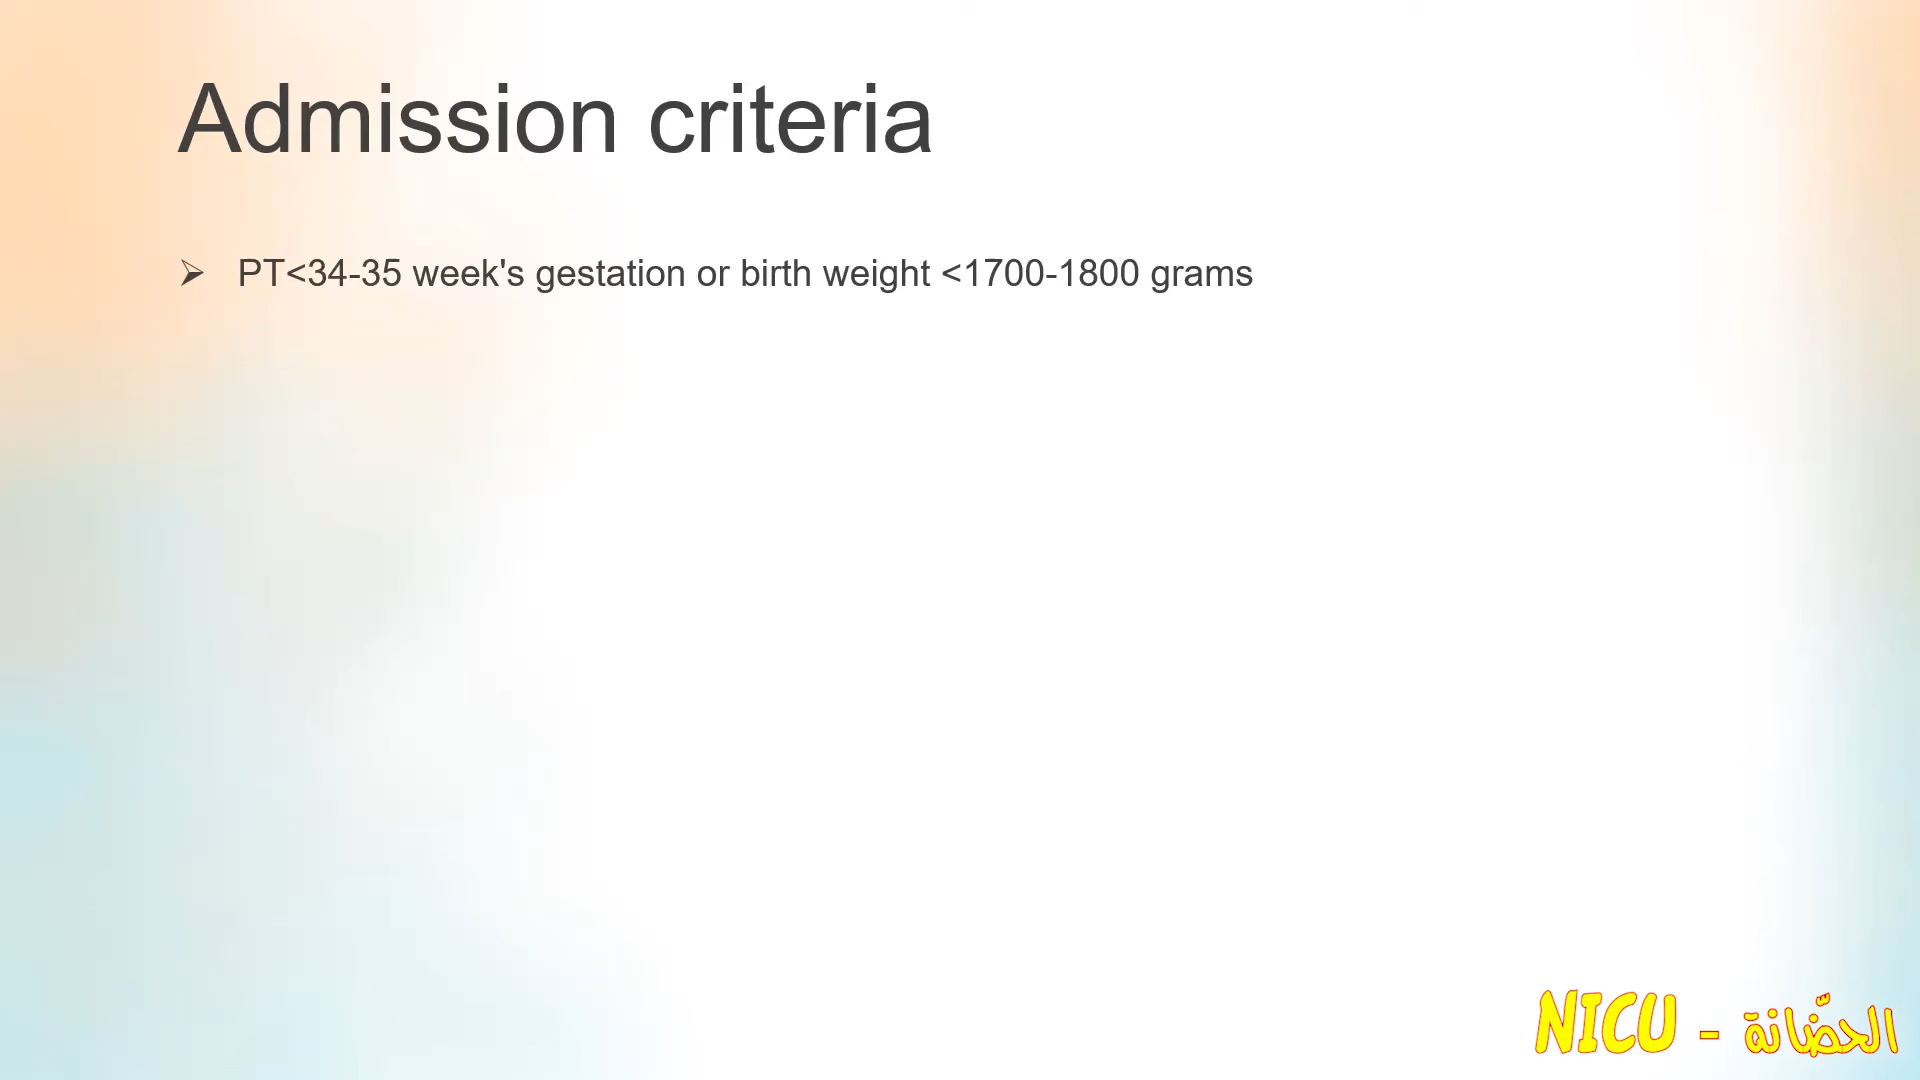 Admission criteria
➢ PT<34-35 week's gestation or birth weight <1700-1800 grams
NICU - الحضّانة